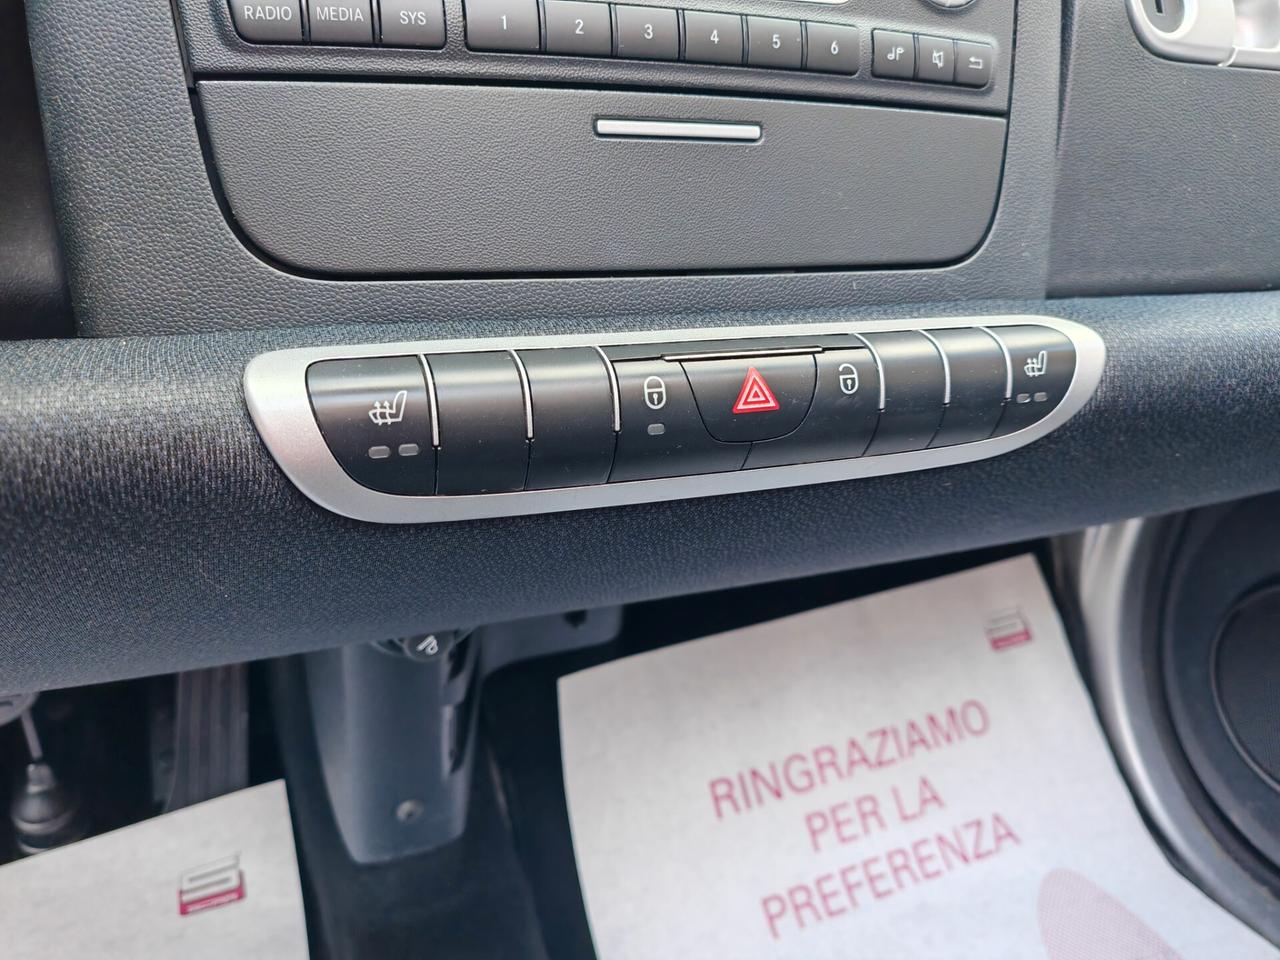 RADIO MEDIA SYS 1 2 3 4 5 6
RINGRAZIAMO
PER LA
PREFERENZA